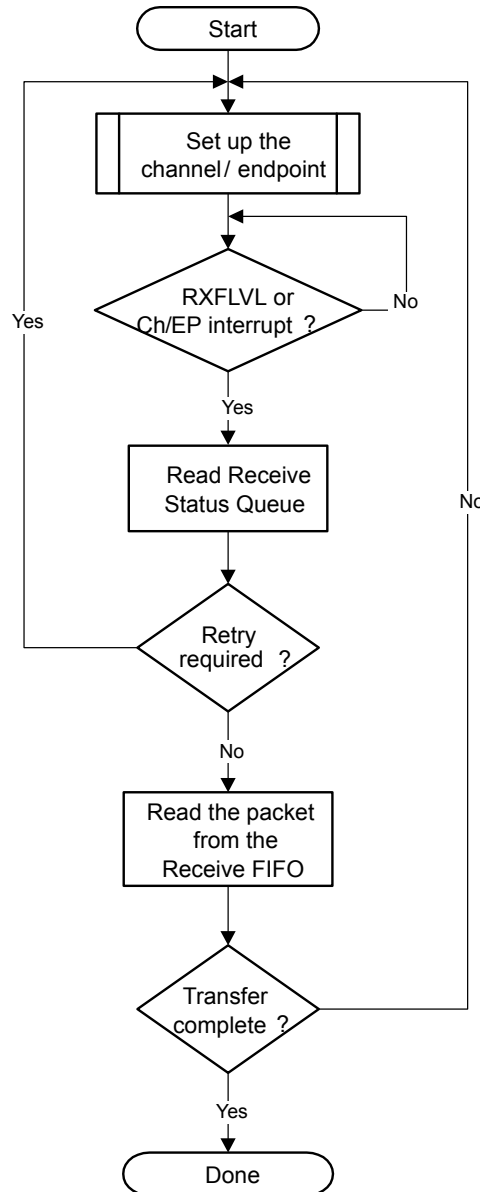 Start
Set up the
channel/ endpoint
RXFLVL or
Ch/EP interrupt ?
No
Yes
Yes
Read Receive
Status Queue
No
Retry
required ?
No
Read the packet
from the
Receive FIFO
Transfer
complete ?
Yes
Done